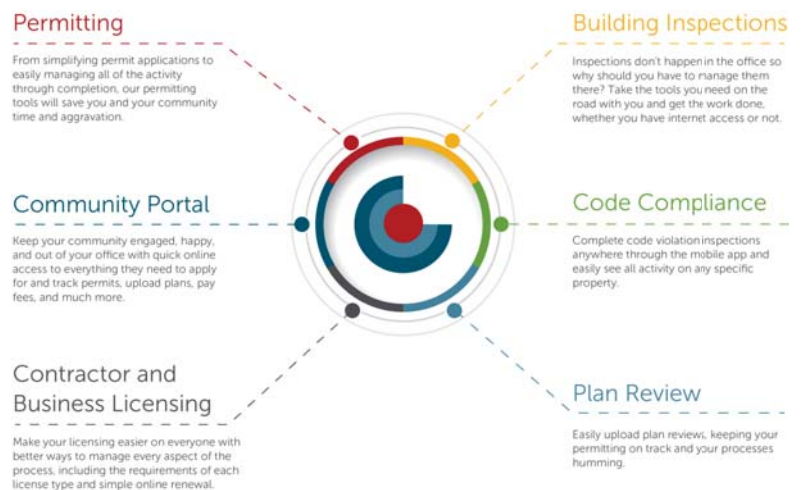 Permitting
From simplifying permit applications to
easily managing all of the activity
through completion, our permitting
tools will save you and your community
time and aggravation.
Community Portal
Keep your community engaged, happy,
and out of your office with quick online
access to everything they need to apply
for and track permits, upload plans, pay
fees, and much more.
Contractor and
Business Licensing
Make your licensing easier on everyone with
better ways to manage every aspect of the
process, including the requirements of each
license type and simple online renewal.
Building Inspections
Inspections don't happen in the office so
why should you have to manage them
there? Take the tools you need on the
road with you and get the work done,
whether you have internet access or not.
Code Compliance
Complete code violation inspections
anywhere through the mobile app and
easily see all activity on any specific
property.
Plan Review
Easily upload plan reviews, keeping your
permitting on track and your processes
humming.